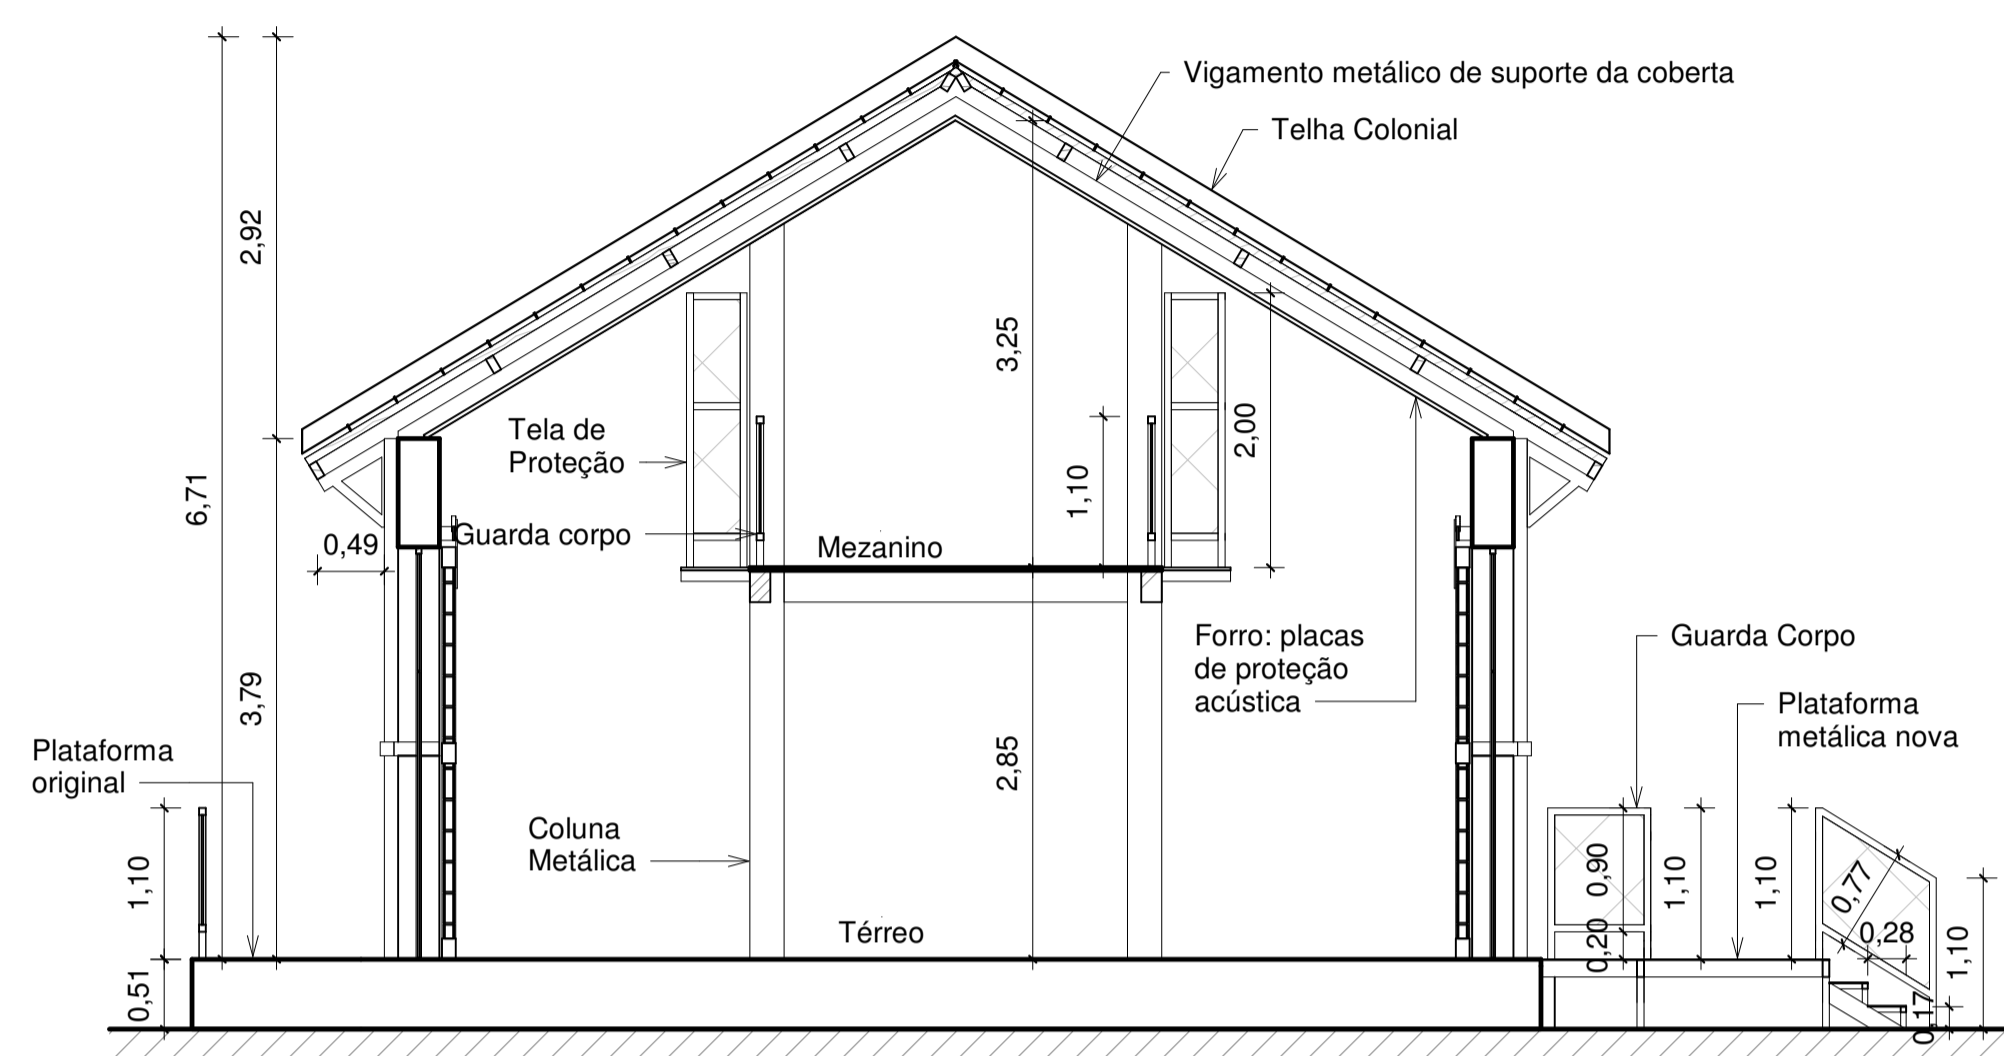 Vigamento metálico de suporte da coberta
Telha Colonial
2,92
3,25
Tela de
Proteção
2,00
1,10
6,71
Guarda corpo
0,49
Mezanino
Forro: placas
de proteção
acústica
Guarda Corpo
3,79
Plataforma
metálica nova
Plataforma
original
2,85
Coluna
Metálica
1,10
0,90
1,10
1,10
0,77
Térreo
0,20
0,28
1,10
0,51
0,17